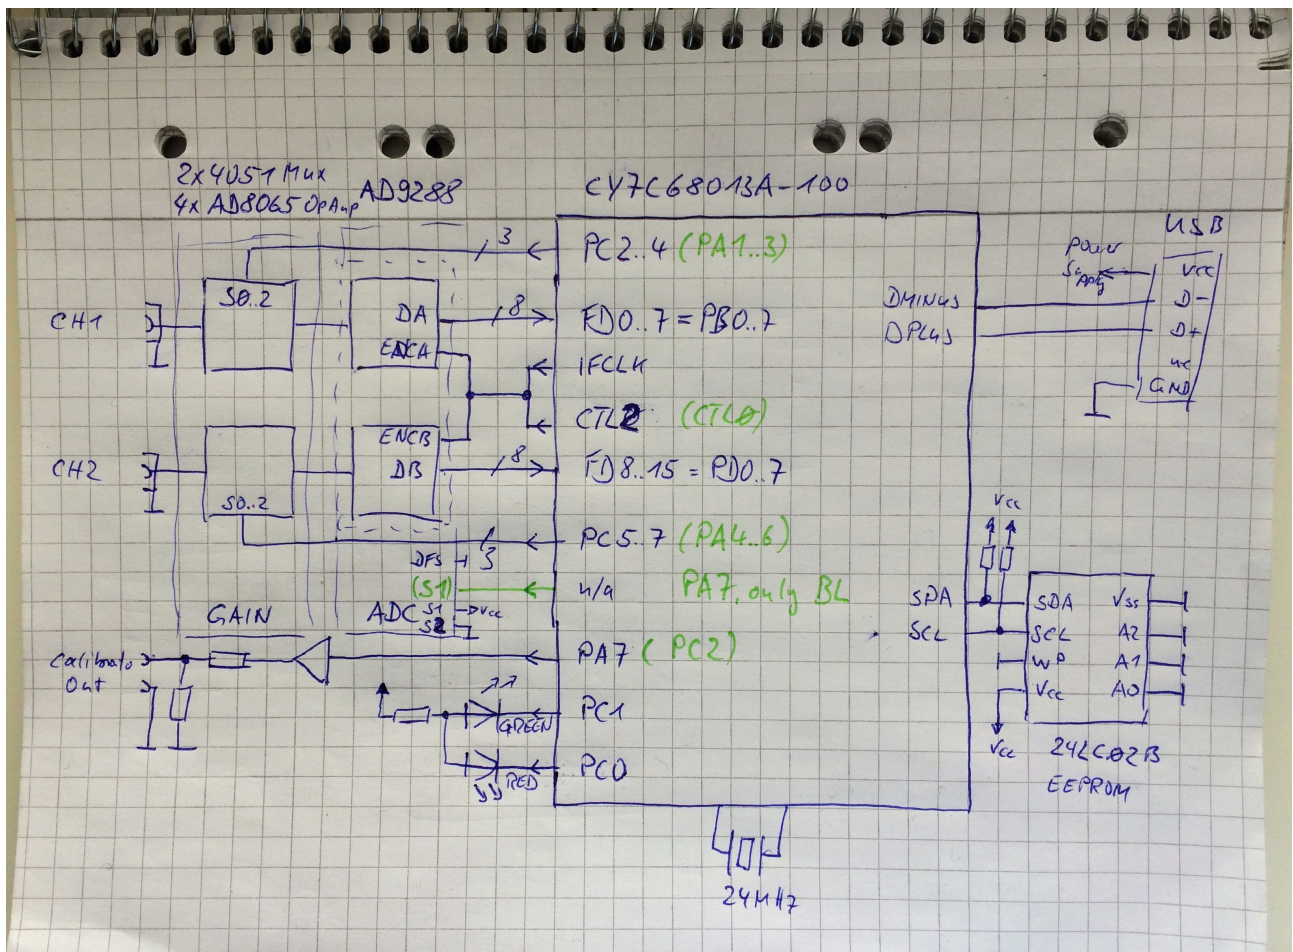 2x4051 Mux
4x AD8065 OpAmp
AD9288
CY7C68013A-100
USB
3
PC2..4 (PA1..3)
Power
Supply
VCC
D-
D+
nc
GND
S0..2
CH1
DA
8
FD0..7 = PB0..7
DMINUS
DPLUS
ENCA
IFCLK
CTL2 (CTL0)
ENCB
CH2
DB
8
FD8..15 = PD0..7
S0..2
Vcc
PC5..7 (PA4..6)
DFS
3
(S1)
n/a PA7, only BL
GAIN
ADC
S1
Vcc
S2
SDA
SCL
SDA
SCL
WP
Vcc
Vss
A2
A1
A0
Calibratio
Out
PA7 (PC2)
GREEN
PC1
RED
PC0
Vcc
24LC02B
EEPROM
24MHz